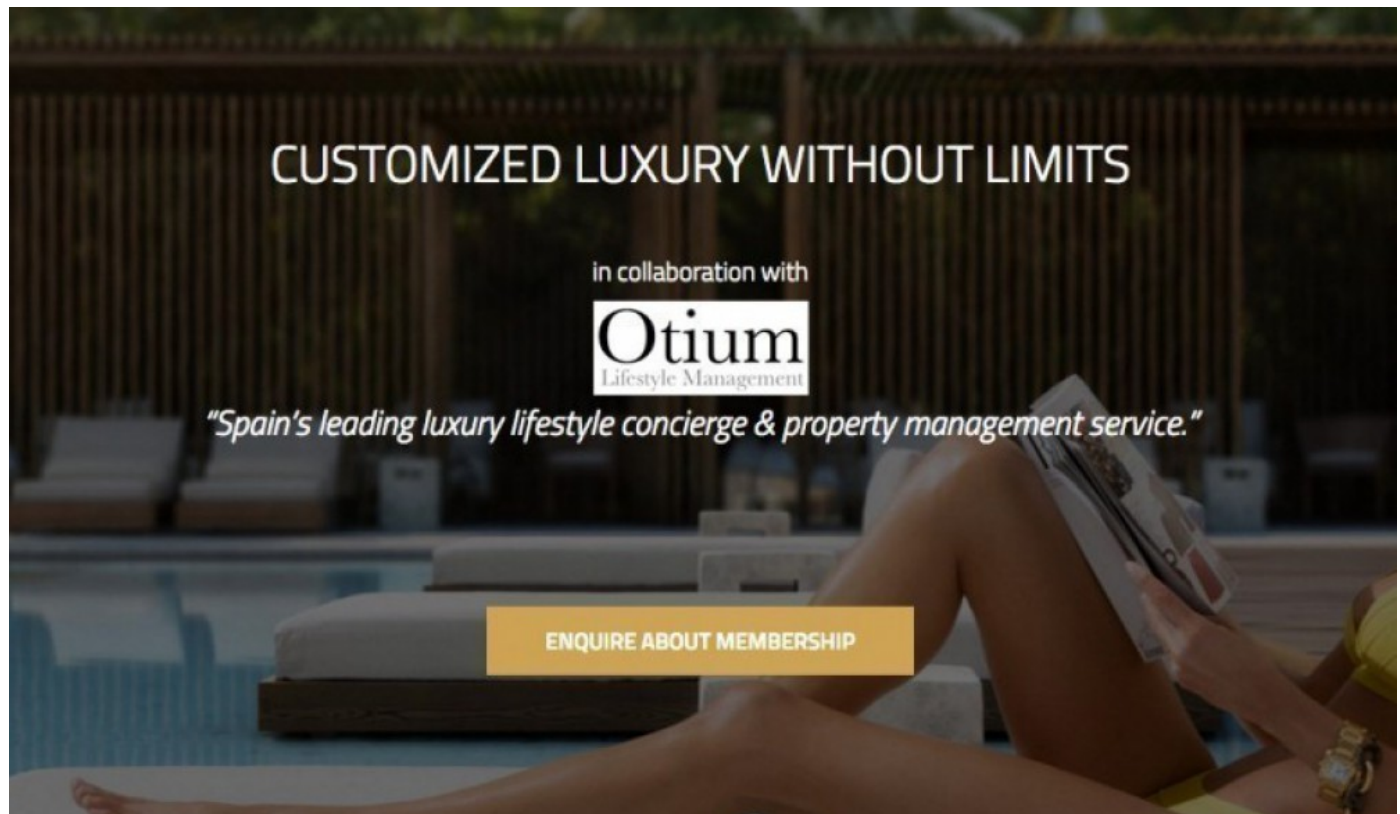 CUSTOMIZED LUXURY WITHOUT LIMITS
in collaboration with
Otium
Lifestyle Management
“Spain’s leading luxury lifestyle concierge & property management service.”
ENQUIRE ABOUT MEMBERSHIP